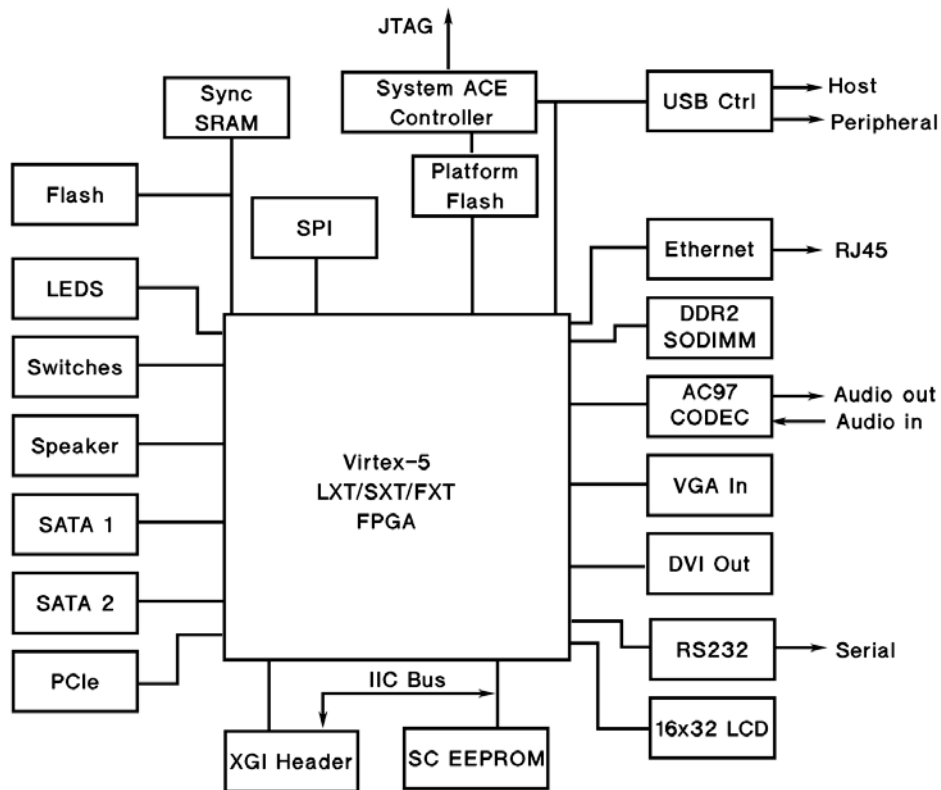 JTAG
Sync
SRAM
System ACE
Controller
USB Ctrl
Host
Peripheral
Flash
Platform
Flash
SPI
Ethernet
RJ45
LEDS
DDR2
SODIMM
Switches
AC97
CODEC
Audio out
Audio in
Speaker
Virtex-5
LXT/SXT/FXT
FPGA
VGA In
SATA 1
DVI Out
SATA 2
RS232
Serial
PCIe
IIC Bus
XGI Header
SC EEPROM
16x32 LCD